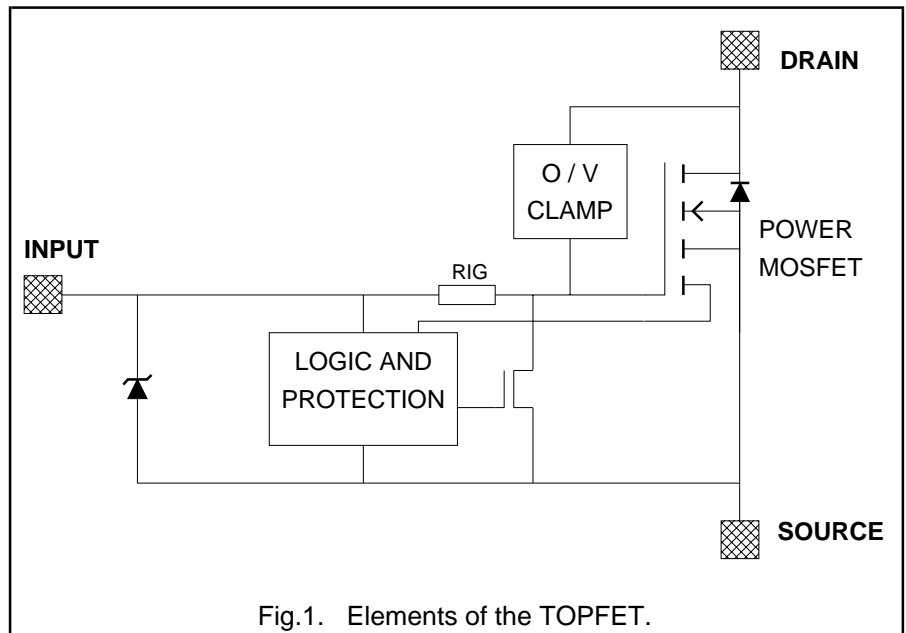 DRAIN
O / V
CLAMP
POWER
MOSFET
INPUT
RIG
LOGIC AND
PROTECTION
SOURCE
Fig.1. Elements of the TOPFET.